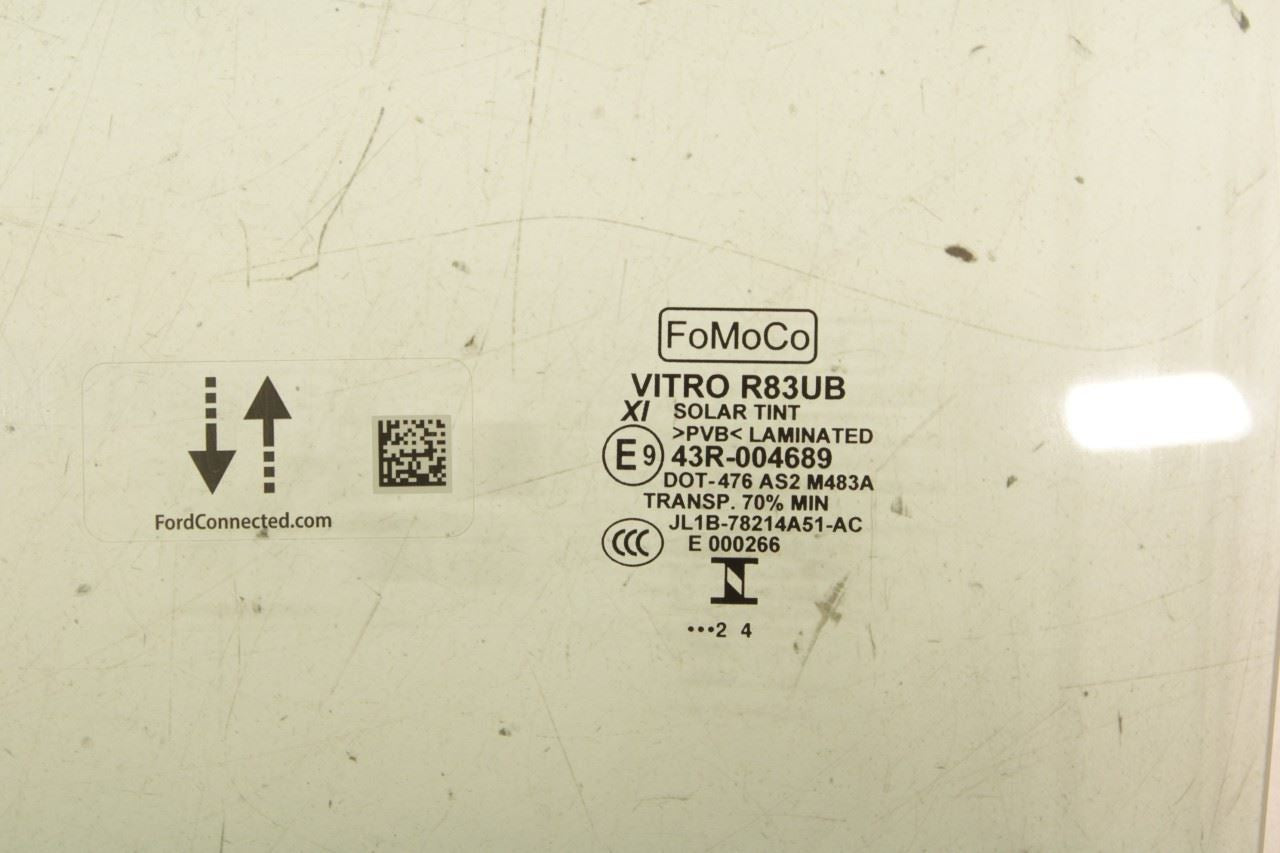 FoMoCo
VITRO R83UB
XI SOLAR TINT
>PVB< LAMINATED
E9 43R-004689
DOT-476 AS2 M483A
TRANSP. 70% MIN
JL1B-78214A51-AC
CCC E 000266
N
•••2 4
FordConnected.com